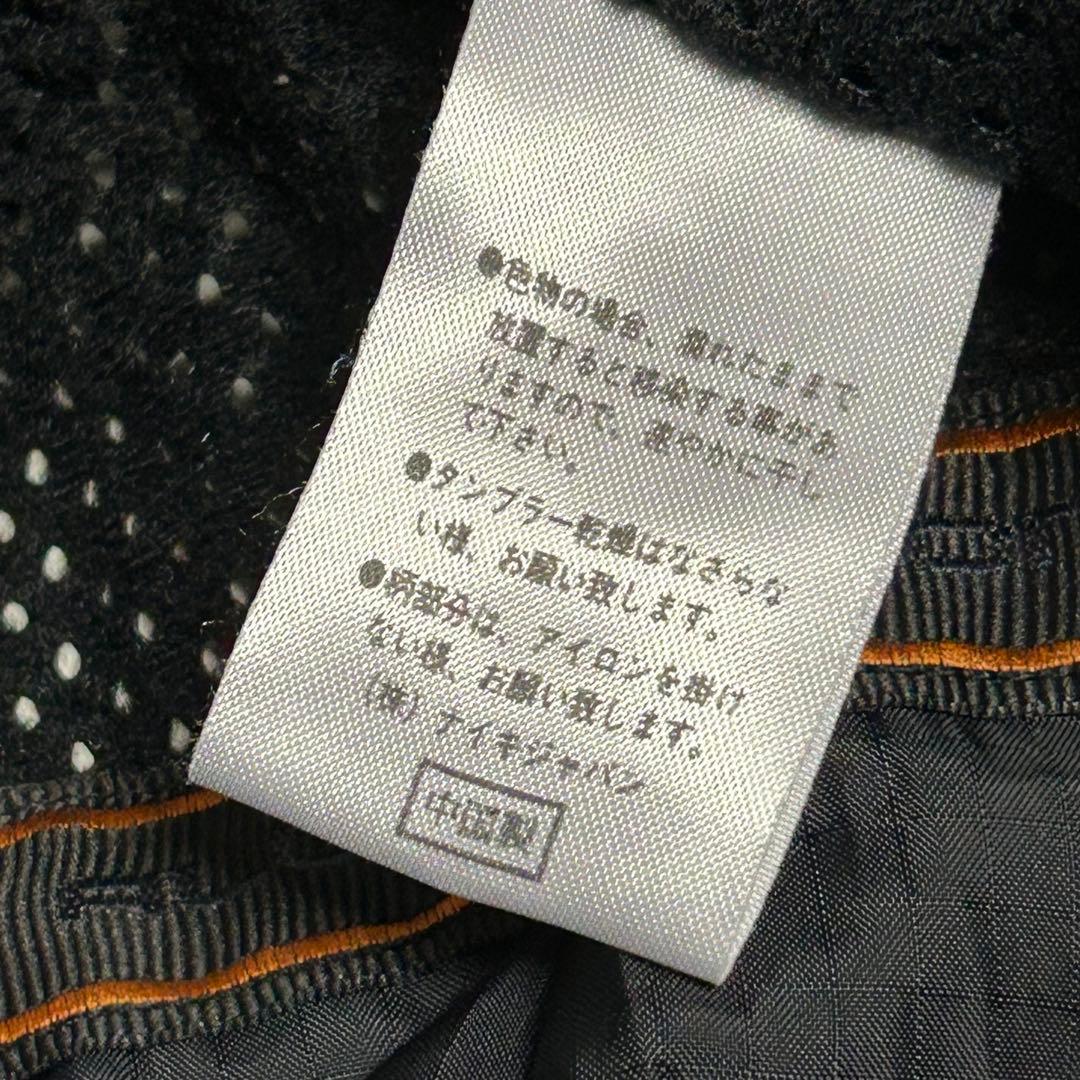 ●色物の場合、濡れたままで
放置すると移染する事があ
りますので、速やかに干し
て下さい。
●タンブラー乾燥はなさらな
い様、お願い致します。
●柄部分は、アイロンを掛け
ない様、お願い致します。
(株)ナイキジャパン
中国製